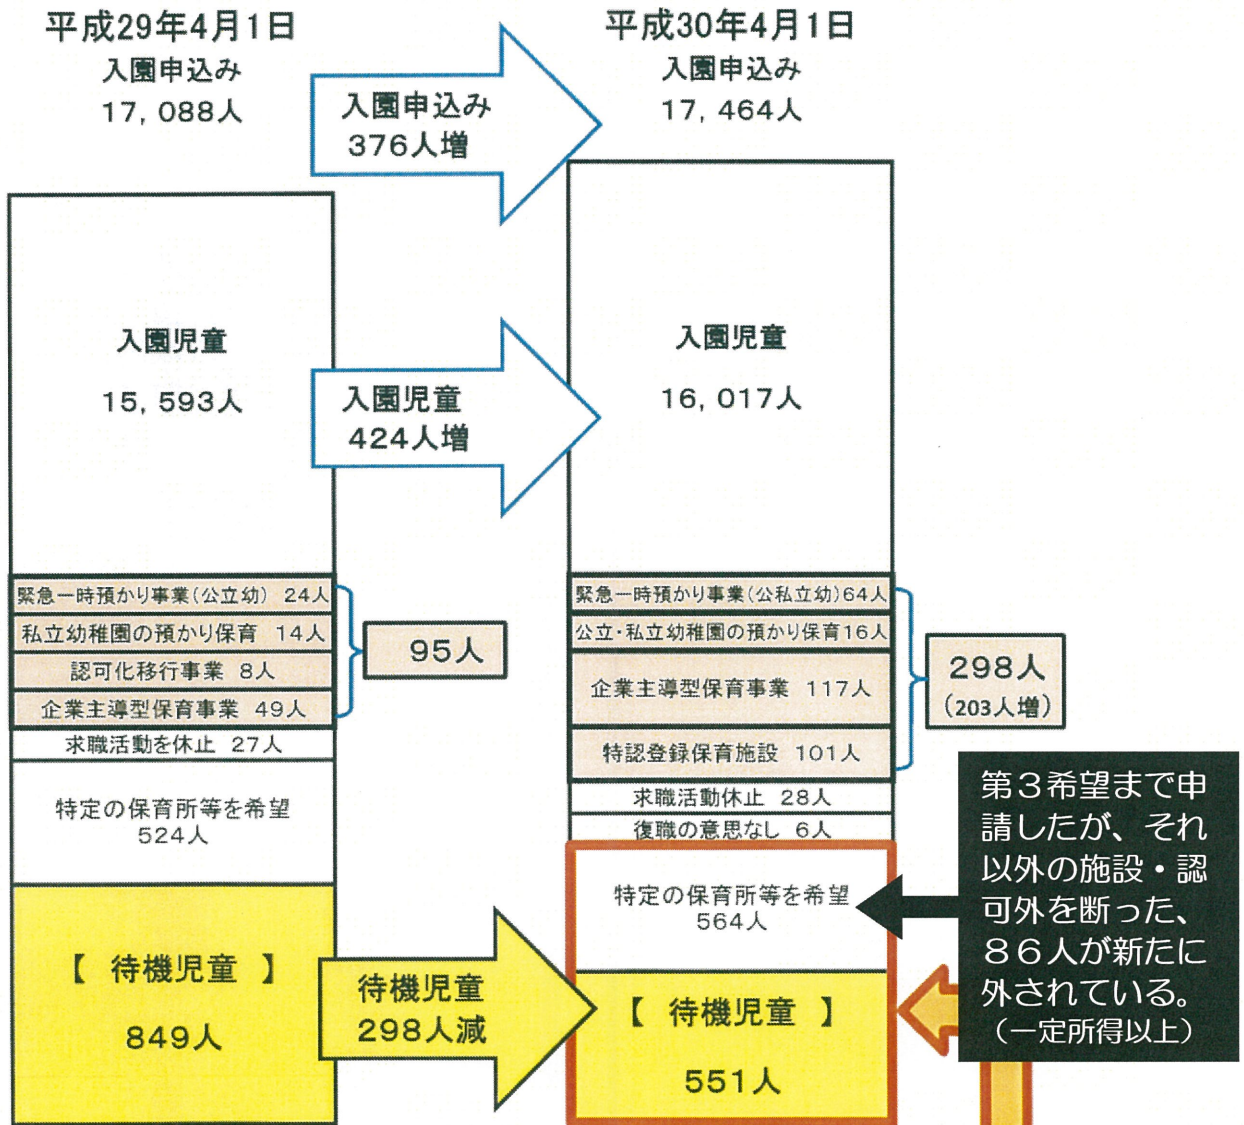 平成29年4月1日
入園申込み
17,088人
入園申込み
376人増
平成30年4月1日
入園申込み
17,464人
入園児童
15,593人
入園児童
424人増
入園児童
16,017人
緊急一時預かり事業(公立幼) 24人
私立幼稚園の預かり保育 14人
認可化移行事業 8人
企業主導型保育事業 49人
95人
求職活動を休止 27人
特定の保育所等を希望
524人
【 待機児童 】
849人
待機児童
298人減
緊急一時預かり事業(公私立幼)64人
公立・私立幼稚園の預かり保育16人
企業主導型保育事業 117人
特認登録保育施設 101人
298人
(203人増)
求職活動休止 28人
復職の意思なし 6人
特定の保育所等を希望
564人
【 待機児童 】
551人
第3希望まで申
請したが、それ
以外の施設・認
可外を断った、
86人が新たに
外されている。
(一定所得以上)